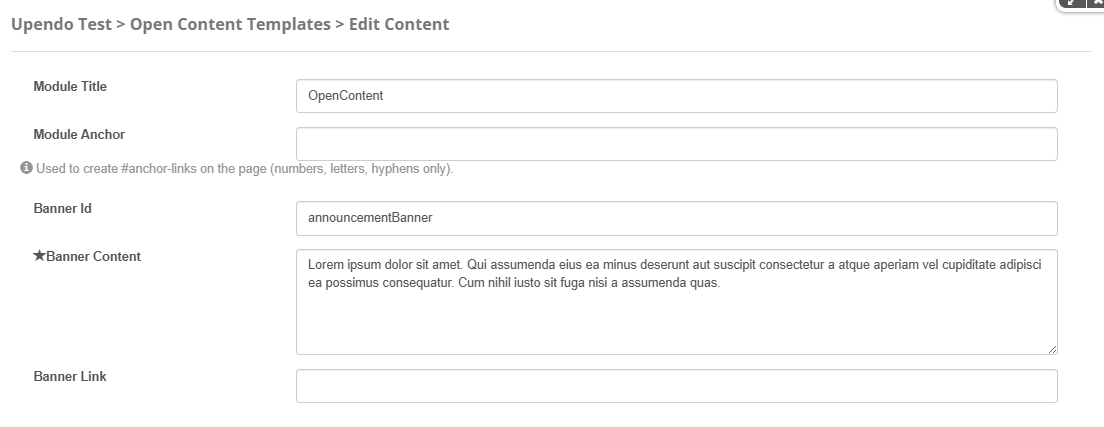 Upendo Test > Open Content Templates > Edit Content
Module Title
OpenContent
Module Anchor
Used to create #anchor-links on the page (numbers, letters, hyphens only).
Banner Id
announcementBanner
★Banner Content
Lorem ipsum dolor sit amet. Qui assumenda eius ea minus deserunt aut suscipit consectetur a atque aperiam vel cupiditate adipisci
ea possimus consequatur. Cum nihil iusto sit fuga nisi a assumenda quas.
Banner Link